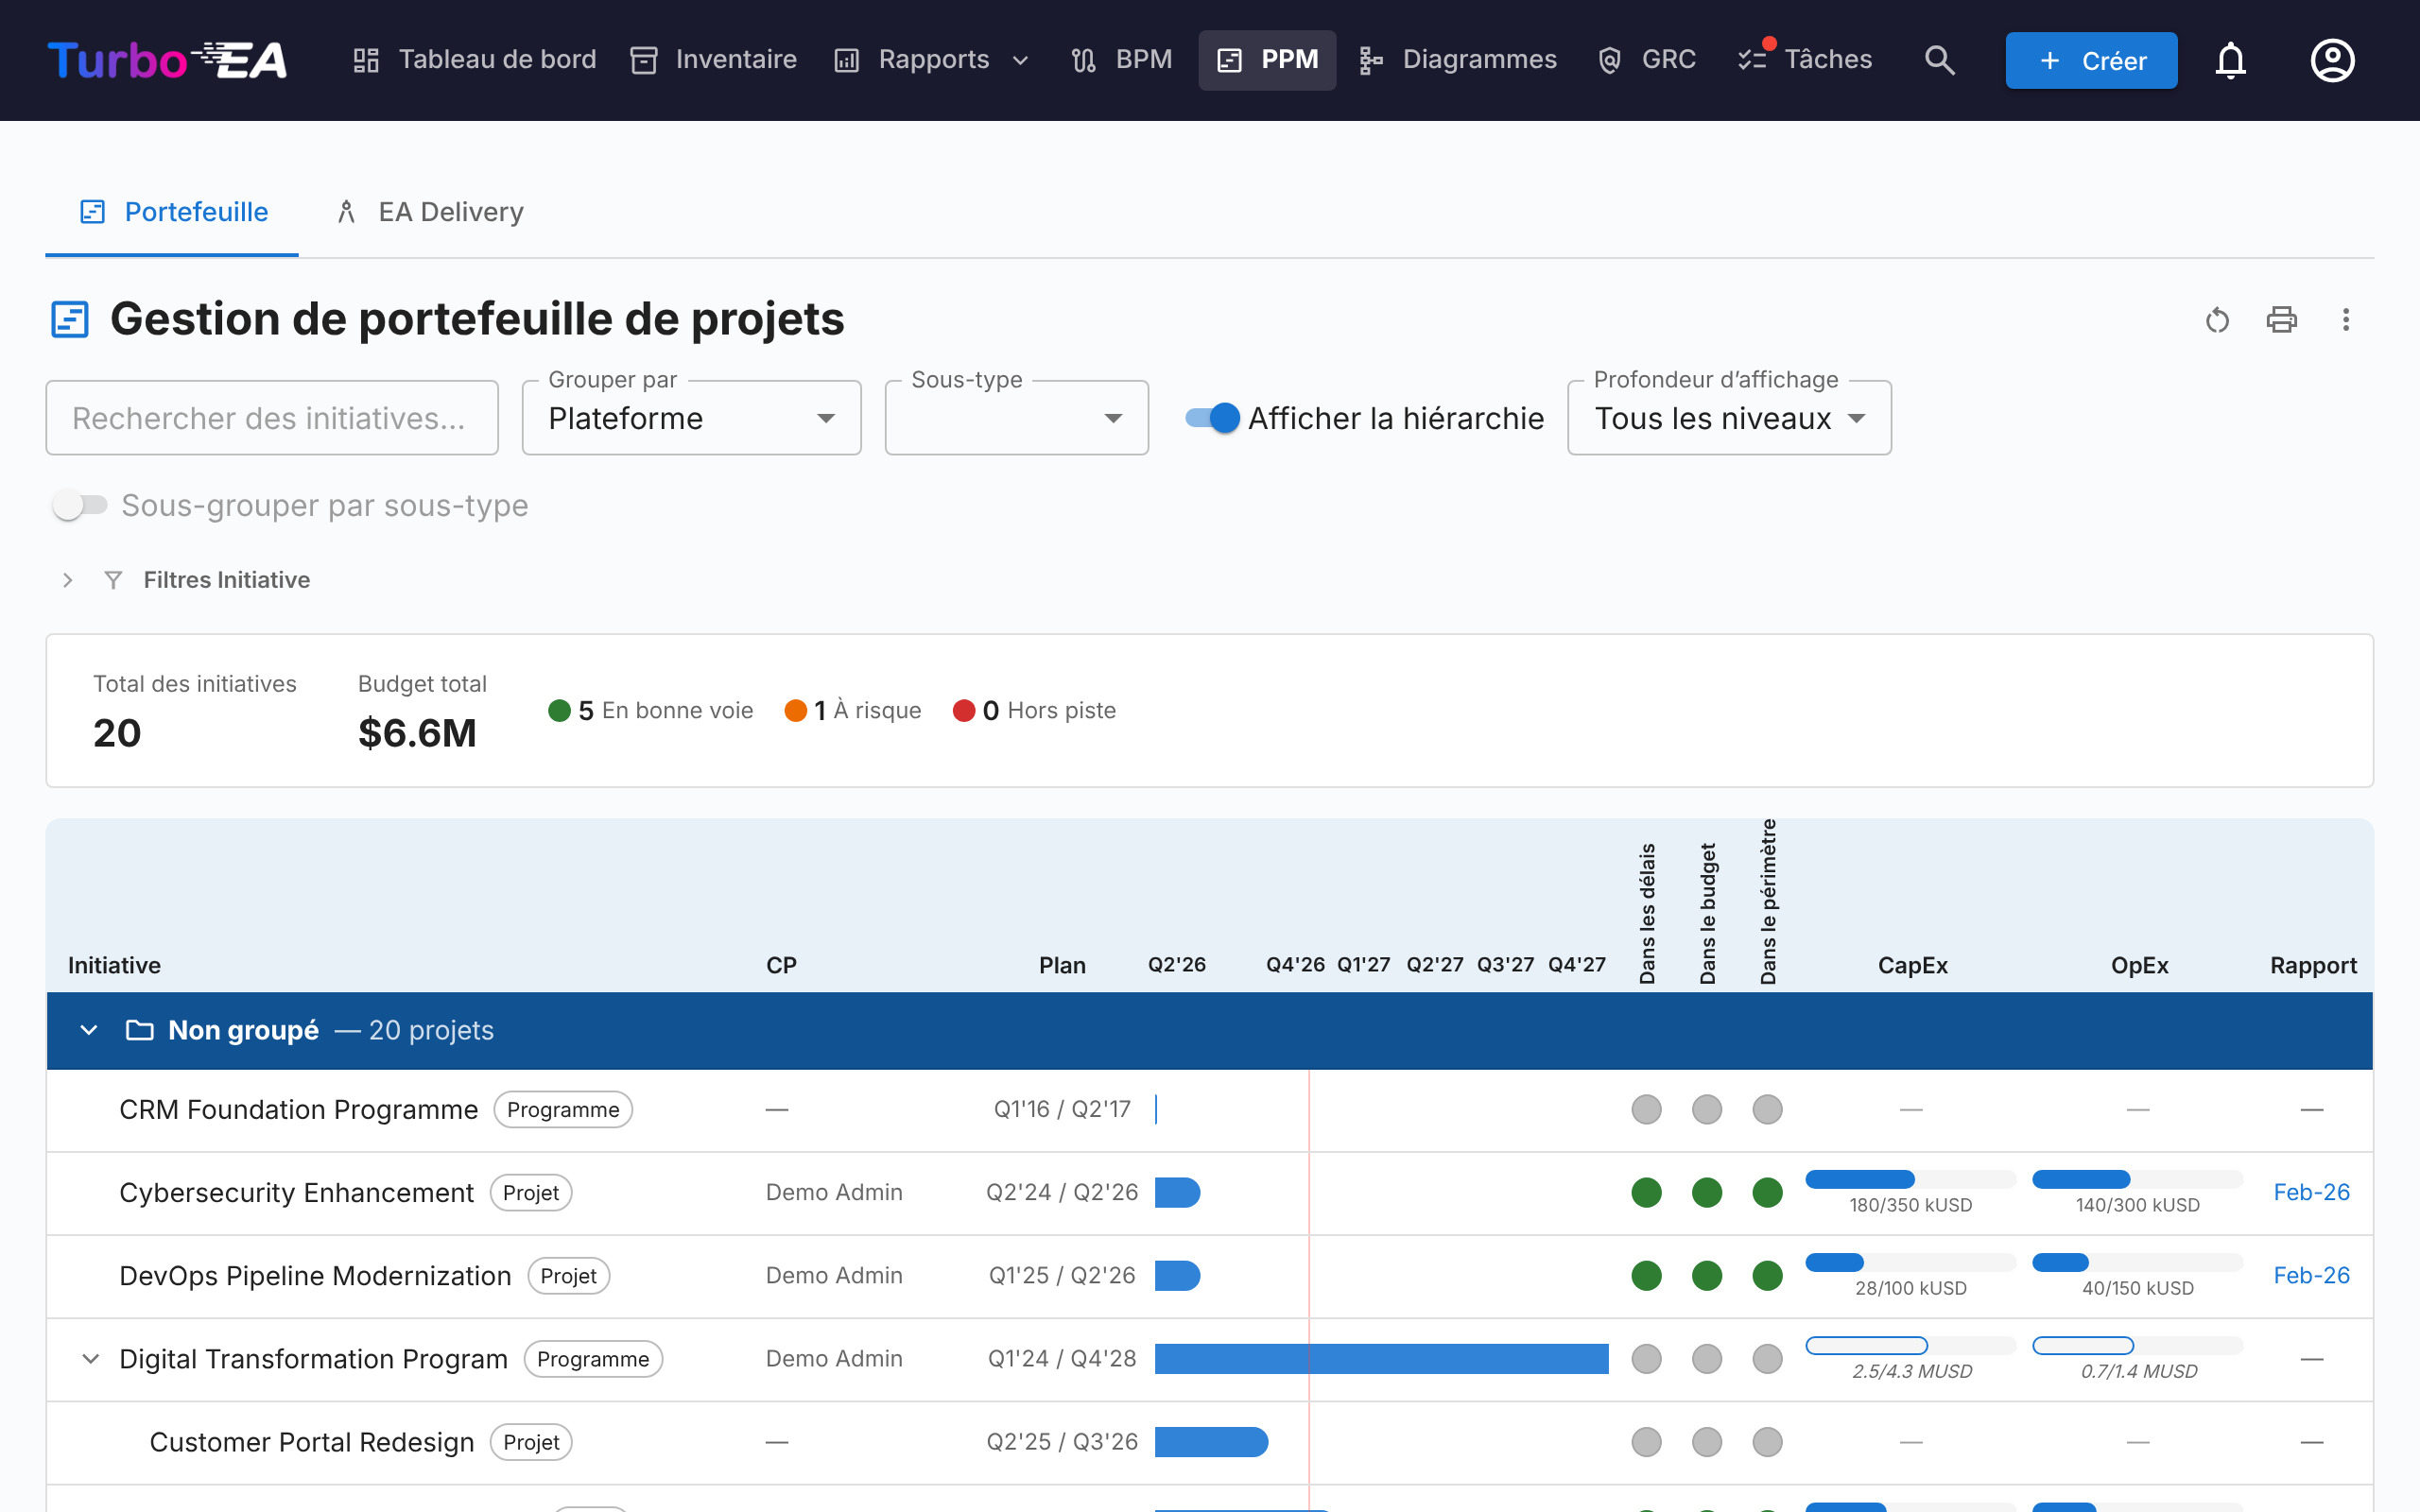 Turbo EA Tableau de bord Inventaire Rapports BPM PPM Diagrammes GRC Tâches + Créer
Portefeuille EA Delivery
Gestion de portefeuille de projets
Grouper par Sous-type Profondeur d’affichage
Rechercher des initiatives... Plateforme Afficher la hiérarchie Tous les niveaux
Sous-grouper par sous-type
Filtres Initiative
Total des initiatives Budget total
20 $6.6M 5 En bonne voie 1 À risque 0 Hors piste
Dans les délais Dans le budget Dans le périmètre
Initiative CP Plan Q2'26 Q4'26 Q1'27 Q2'27 Q3'27 Q4'27 CapEx OpEx Rapport
Non groupé — 20 projets
CRM Foundation Programme Programme — Q1'16 / Q2'17 — — —
Cybersecurity Enhancement Projet Demo Admin Q2'24 / Q2'26 180/350 kUSD 140/300 kUSD Feb-26
DevOps Pipeline Modernization Projet Demo Admin Q1'25 / Q2'26 28/100 kUSD 40/150 kUSD Feb-26
Digital Transformation Program Programme Demo Admin Q1'24 / Q4'28 2.5/4.3 MUSD 0.7/1.4 MUSD —
Customer Portal Redesign Projet — Q2'25 / Q3'26 — — —